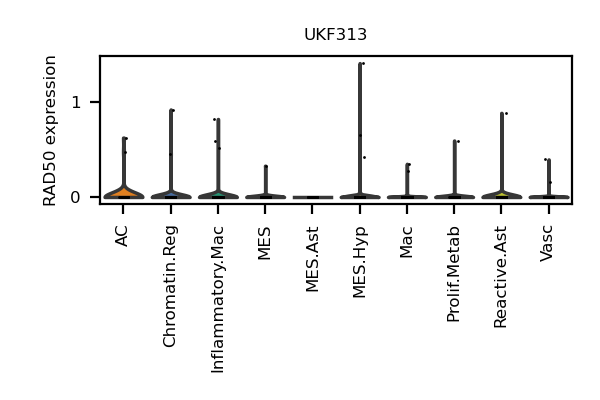 UKF313
RAD50 expression
1
0
AC
Chromatin.Reg
Inflammatory.Mac
MES
MES.Ast
MES.Hyp
Mac
Prolif.Metab
Reactive.Ast
Vasc